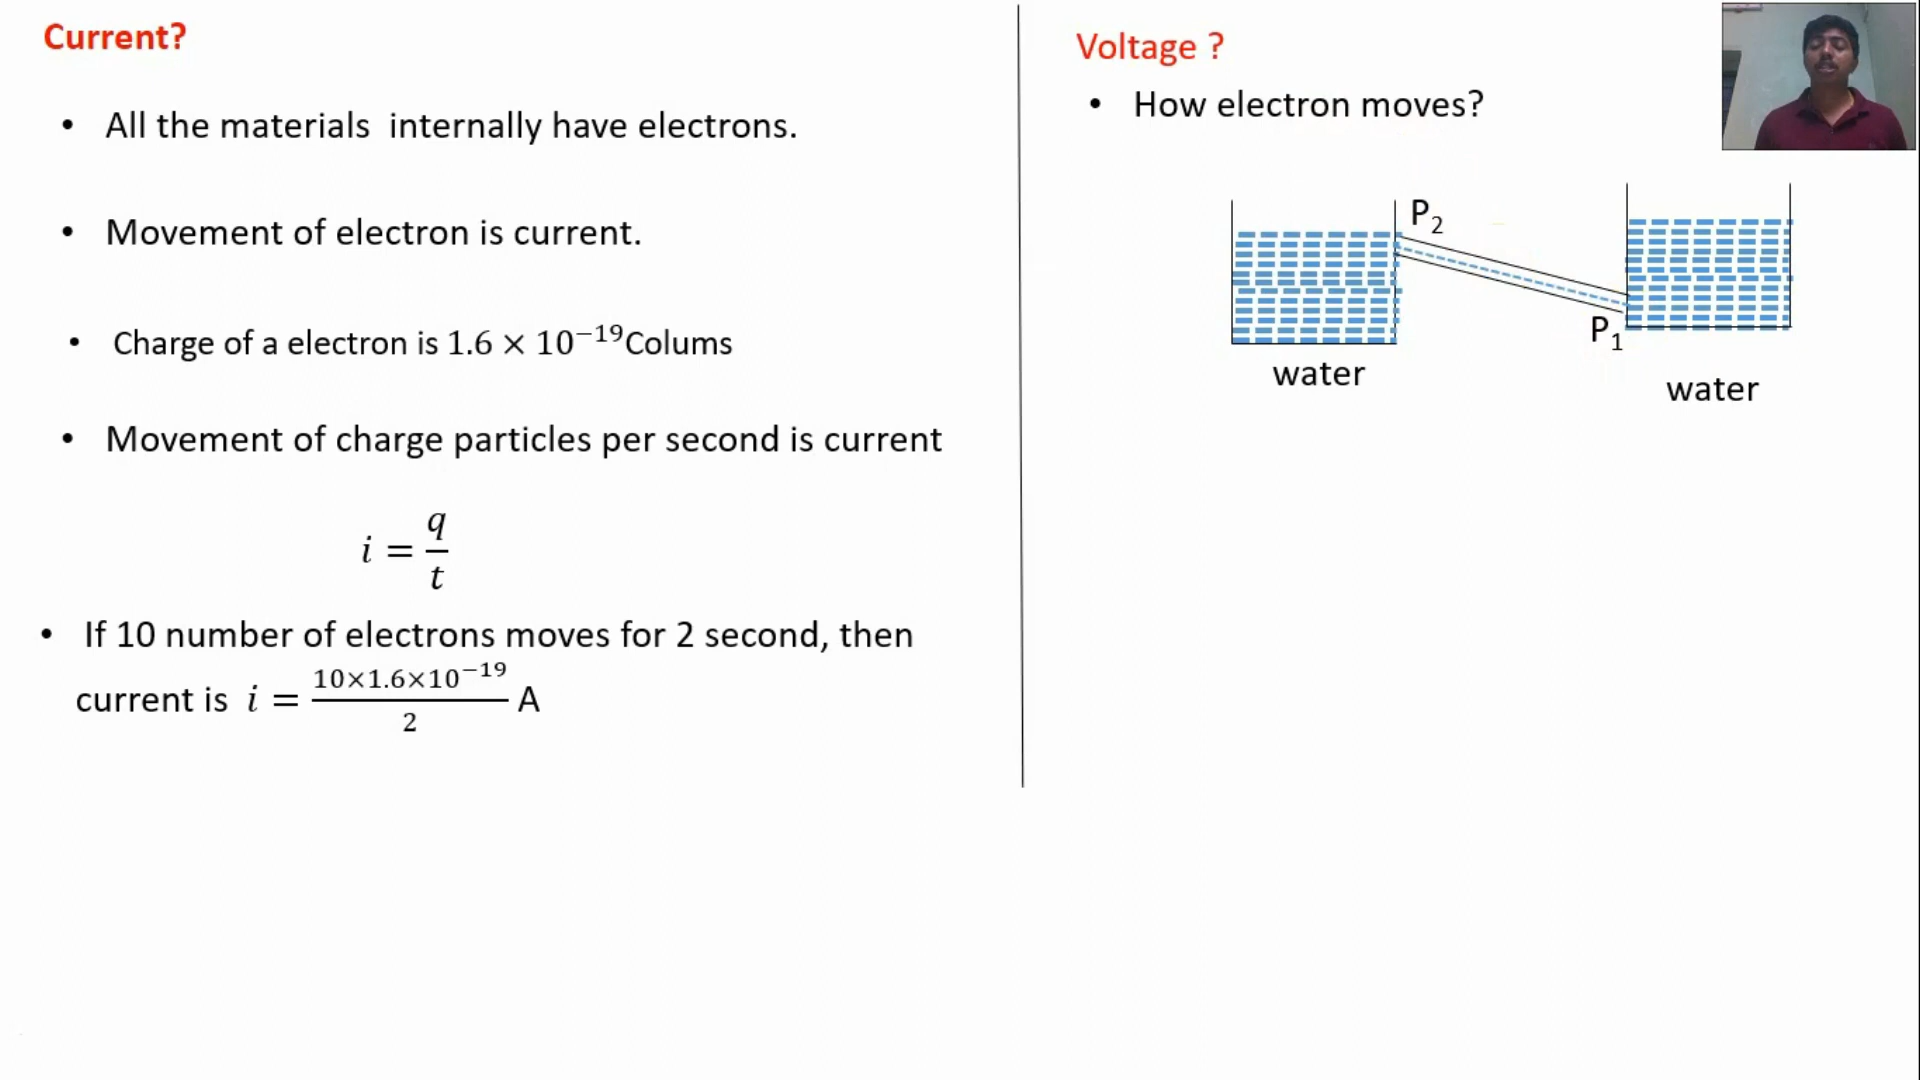 Current?
• All the materials internally have electrons.
• Movement of electron is current.
• Charge of a electron is 1.6 × 10⁻¹⁹Colums
• Movement of charge particles per second is current
i = q/t
• If 10 number of electrons moves for 2 second, then
current is i = 10×1.6×10⁻¹⁹/2 A
Voltage ?
• How electron moves?
P₂
P₁
water
water